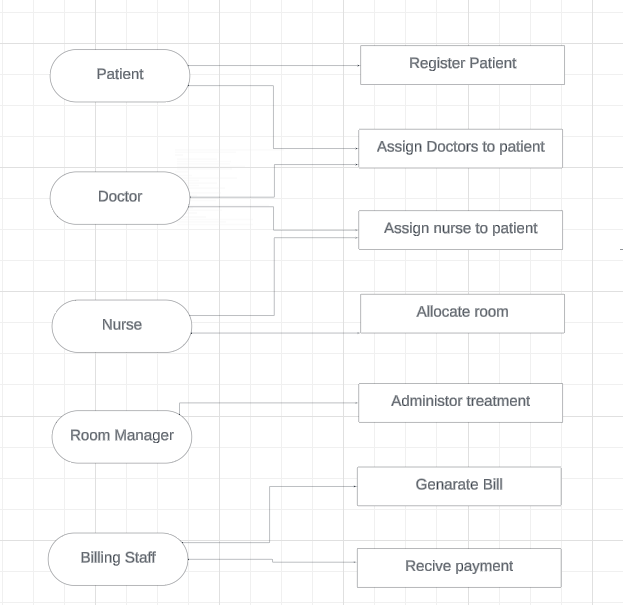 Patient
Register Patient
Assign Doctors to patient
Doctor
Assign nurse to patient
Nurse
Allocate room
Administor treatment
Room Manager
Genarate Bill
Billing Staff
Recive payment